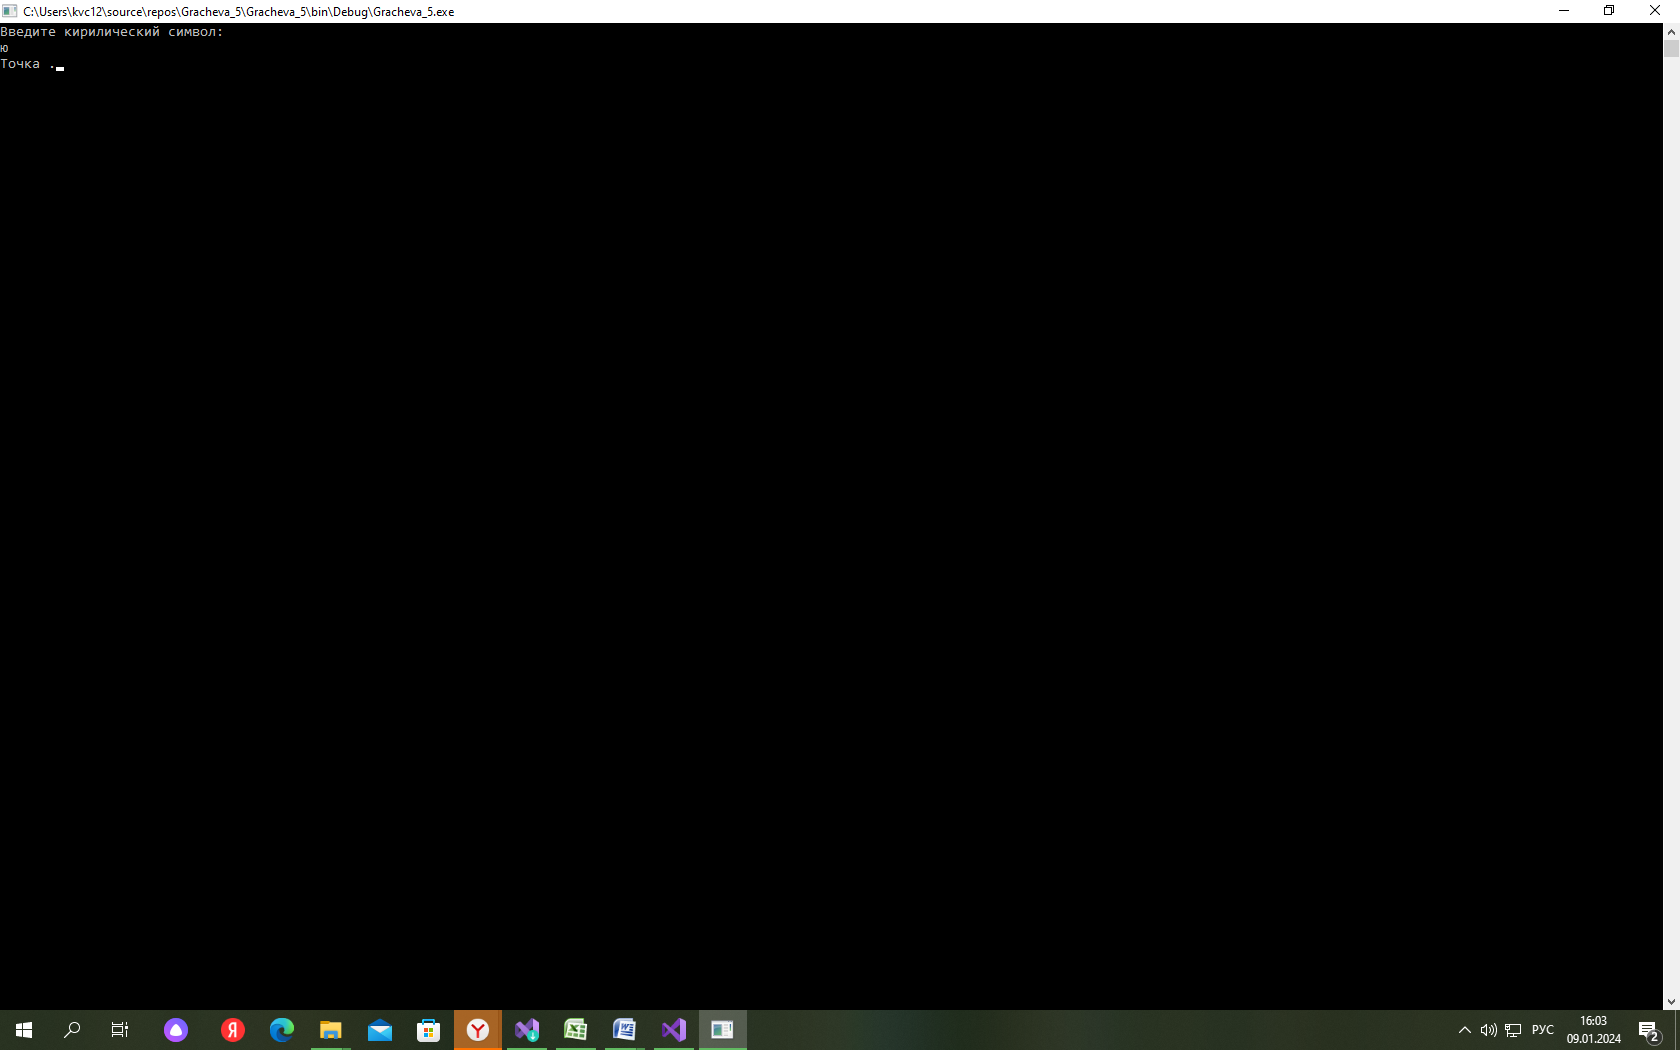 C:\Users\kvc12\source\repos\Gracheva_5\Gracheva_5\bin\Debug\Gracheva_5.exe
Введите кирилический символ:
ю
Точка .
РУС
16:03
09.01.2024
2